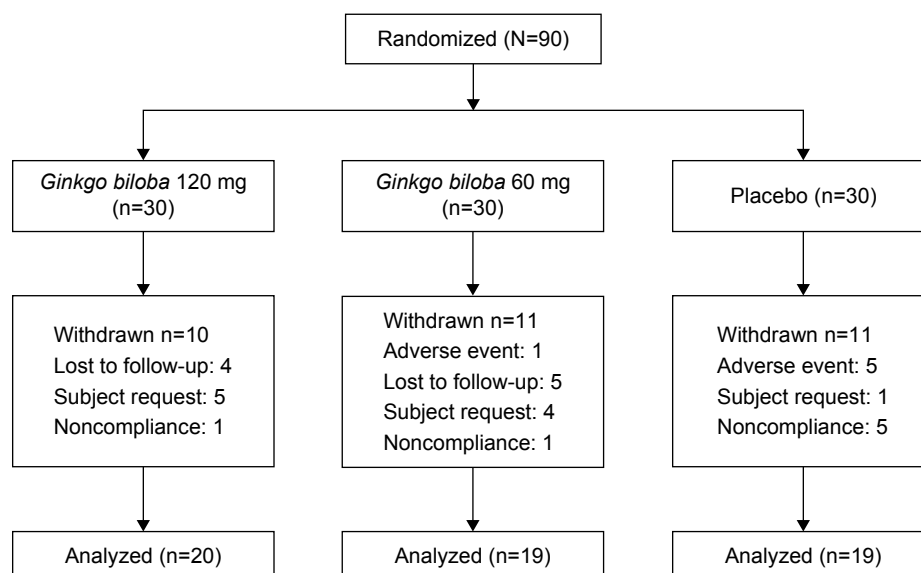 Randomized (N=90)
Ginkgo biloba 120 mg
(n=30)
Ginkgo biloba 60 mg
(n=30)
Placebo (n=30)
Withdrawn n=10
Lost to follow-up: 4
Subject request: 5
Noncompliance: 1
Withdrawn n=11
Adverse event: 1
Lost to follow-up: 5
Subject request: 4
Noncompliance: 1
Withdrawn n=11
Adverse event: 5
Subject request: 1
Noncompliance: 5
Analyzed (n=20)
Analyzed (n=19)
Analyzed (n=19)